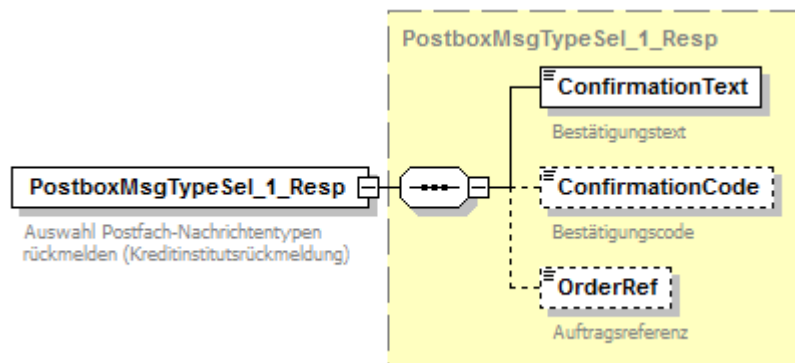 PostboxMsgTypeSel_1_Resp
ConfirmationText
Bestätigungstext
PostboxMsgTypeSel_1_Resp
Auswahl Postfach-Nachrichtentypen
rückmelden (Kreditinstitutsrückmeldung)
ConfirmationCode
Bestätigungscode
OrderRef
Auftragsreferenz